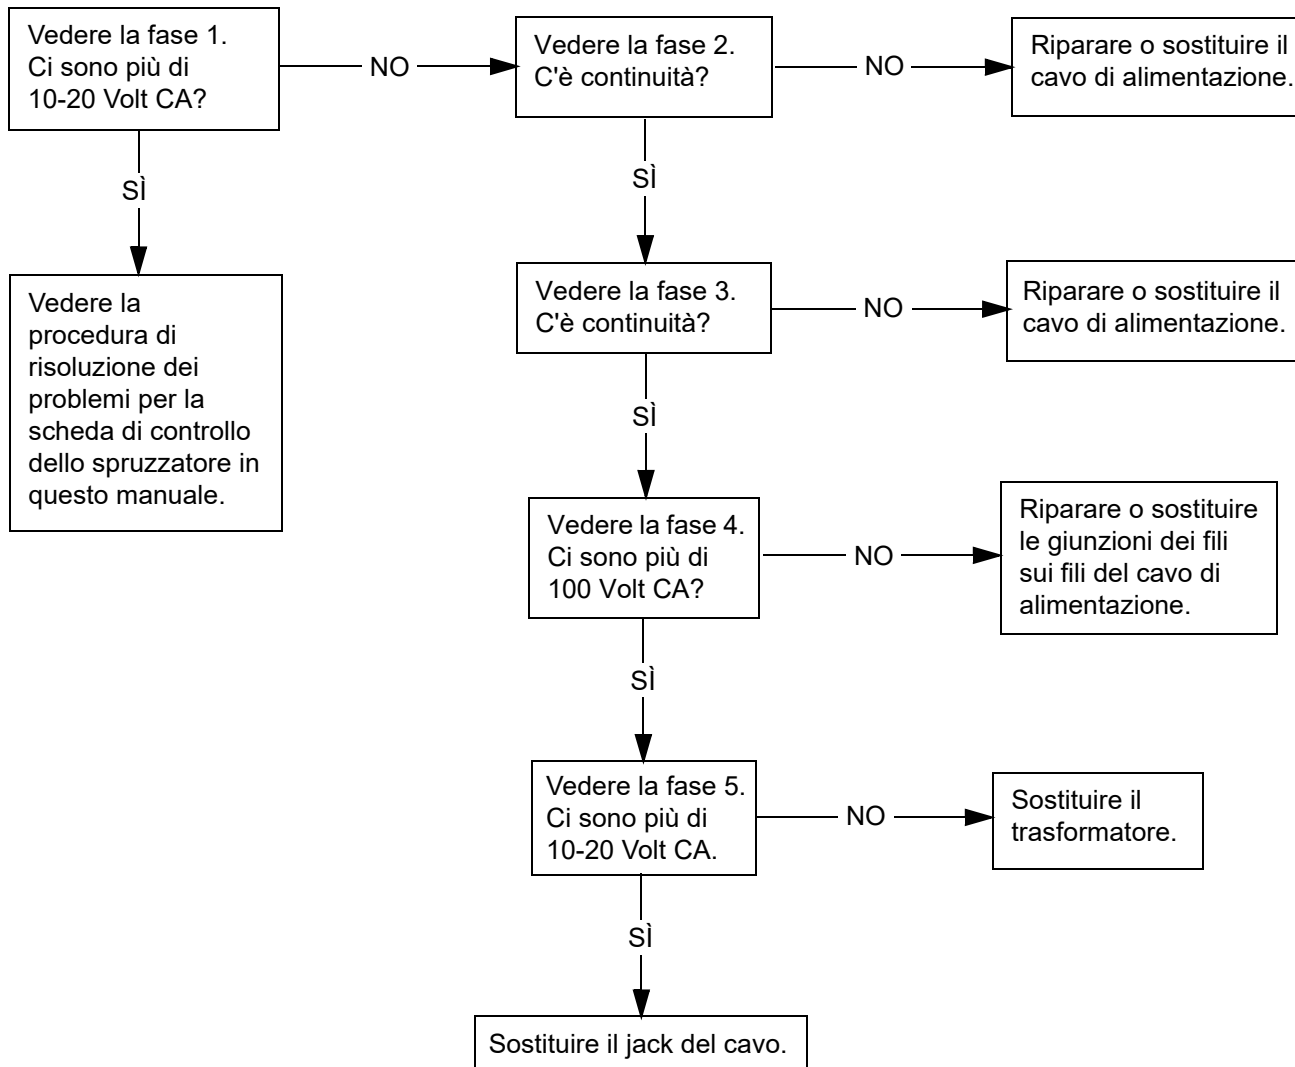 Vedere la fase 1.
Ci sono più di
10-20 Volt CA?
NO
Vedere la fase 2.
C'è continuità?
NO
Riparare o sostituire il
cavo di alimentazione.
SÌ
SÌ
Vedere la
procedura di
risoluzione dei
problemi per la
scheda di controllo
dello spruzzatore in
questo manuale.
Vedere la fase 3.
C'è continuità?
NO
Riparare o sostituire il
cavo di alimentazione.
SÌ
Vedere la fase 4.
Ci sono più di
100 Volt CA?
NO
Riparare o sostituire
le giunzioni dei fili
sui fili del cavo di
alimentazione.
SÌ
Vedere la fase 5.
Ci sono più di
10-20 Volt CA.
NO
Sostituire il
trasformatore.
SÌ
Sostituire il jack del cavo.